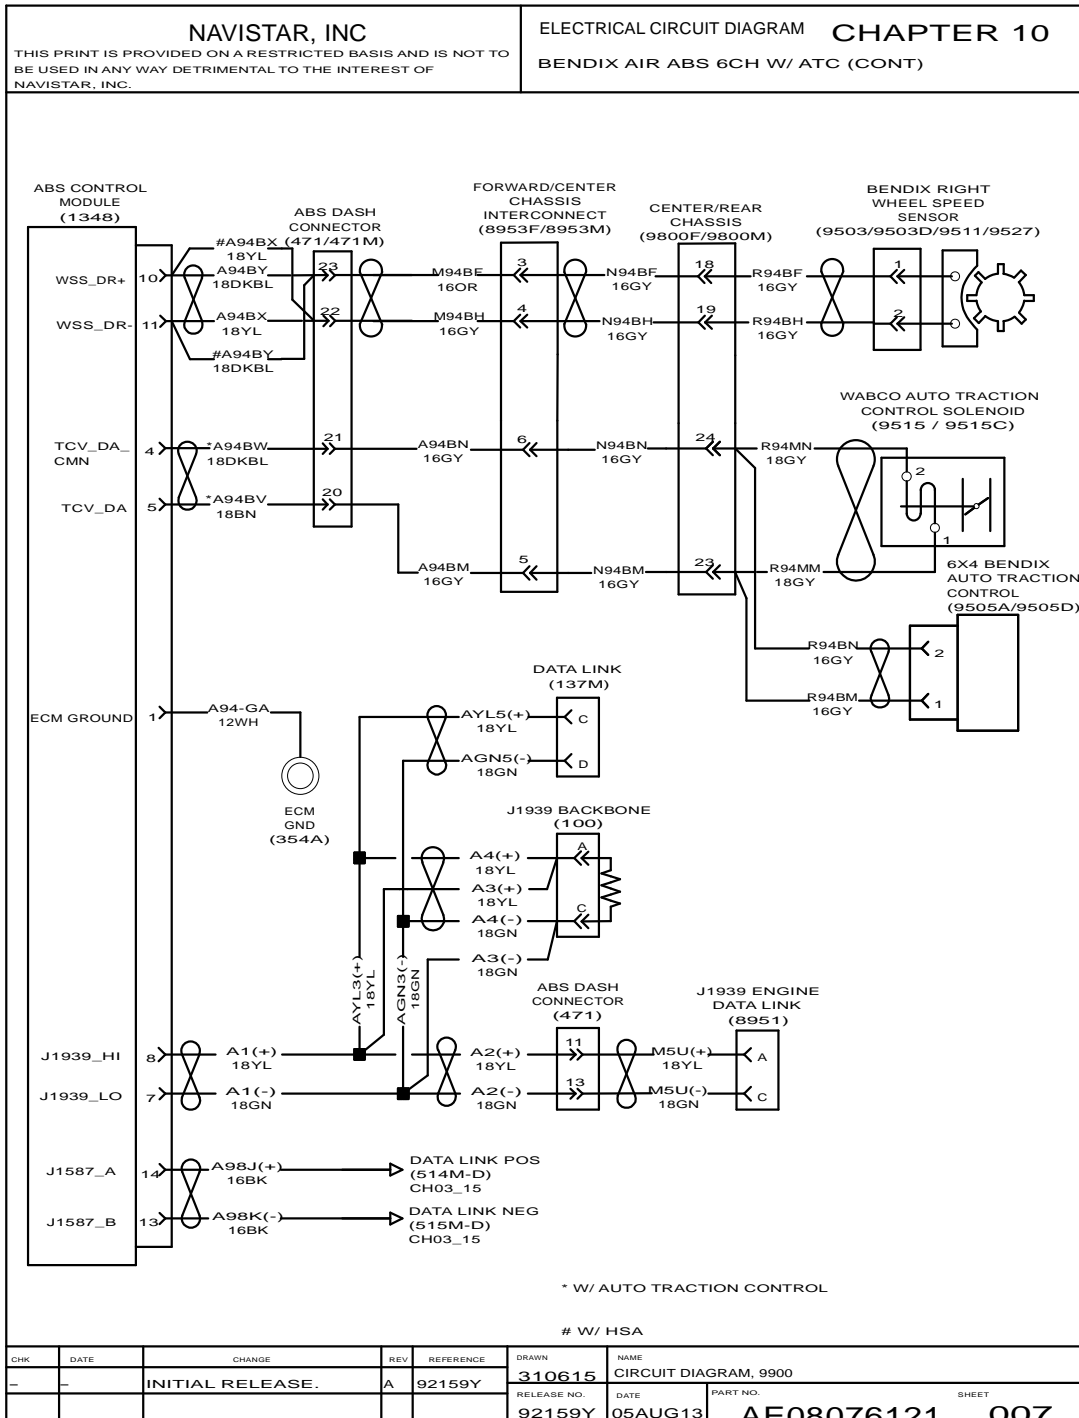 NAVISTAR, INC
THIS PRINT IS PROVIDED ON A RESTRICTED BASIS AND IS NOT TO
BE USED IN ANY WAY DETRIMENTAL TO THE INTEREST OF
NAVISTAR, INC.
ELECTRICAL CIRCUIT DIAGRAM CHAPTER 10
BENDIX AIR ABS 6CH W/ ATC (CONT)
ABS CONTROL
MODULE
(1348)
ABS DASH
CONNECTOR
(471/471M)
FORWARD/CENTER
CHASSIS
INTERCONNECT
(8953F/8953M)
CENTER/REAR
CHASSIS
(9800F/9800M)
BENDIX RIGHT
WHEEL SPEED
SENSOR
(9503/9503D/9511/9527)
#A94BX
18YL
WSS_DR+ 10 A94BY 23 M94BF 3 N94BF 18 R94BF 1
18DKBL 16OR 16GY 16GY
WSS_DR- 11 A94BX 22 M94BH 4 N94BH 19 R94BH 2
18YL 16GY 16GY 16GY
#A94BY
18DKBL
WABCO AUTO TRACTION
CONTROL SOLENOID
(9515 / 9515C)
TCV_DA_
CMN
4 *A94BW 21 A94BN 6 N94BN 24 R94MN 2
18DKBL 16GY 16GY 18GY
TCV_DA 5 *A94BV 20
18BN
A94BM 5 N94BM 23 R94MM 1
16GY 16GY 18GY
6X4 BENDIX
AUTO TRACTION
CONTROL
(9505A/9505D)
R94BN 2
16GY
R94BM 1
16GY
ECM GROUND 1 A94-GA
12WH
ECM
GND
(354A)
DATA LINK
(137M)
AYL5(+) C
18YL
AGN5(-) D
18GN
J1939 BACKBONE
(100)
A4(+) A
18YL
A3(+)
18YL
A4(-) C
18GN
A3(-)
18GN
AYL3(+)
18YL
AGN3(-)
18GN
ABS DASH
CONNECTOR
(471)
J1939 ENGINE
DATA LINK
(8951)
J1939_HI 8 A1(+) A2(+) 11 M5U(+) A
18YL 18YL 18YL
J1939_LO 7 A1(-) A2(-) 13 M5U(-) C
18GN 18GN 18GN
J1587_A 14 A98J(+)
16BK
DATA LINK POS
(514M-D)
CH03_15
J1587_B 13 A98K(-)
16BK
DATA LINK NEG
(515M-D)
CH03_15
* W/ AUTO TRACTION CONTROL
# W/ HSA
CHK DATE CHANGE REV REFERENCE
– – INITIAL RELEASE. A 92159Y
DRAWN
310615
NAME
CIRCUIT DIAGRAM, 9900
RELEASE NO.
92159Y
DATE
05AUG13
PART NO.
AE08076121
SHEET
007